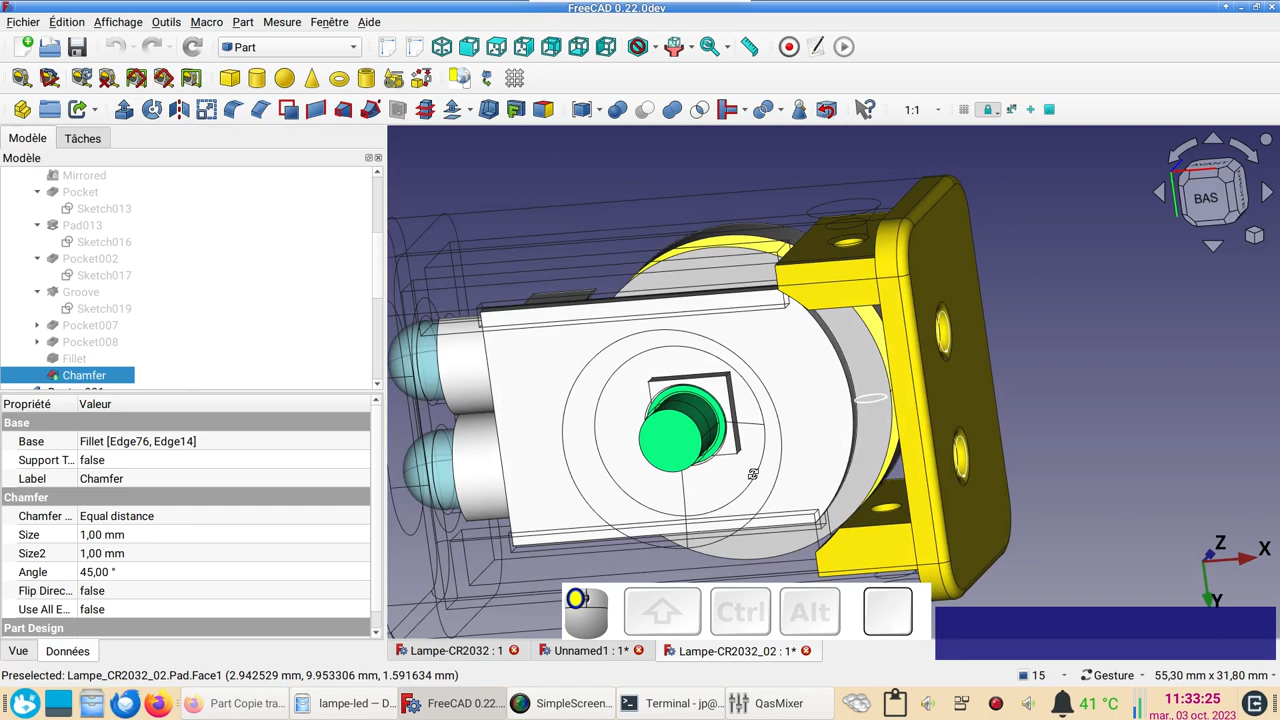 FreeCAD 0.22.0dev
Fichier Édition Affichage Outils Macro Part Mesure Fenêtre Aide
Part
1:1
Modèle Tâches
Modèle
Mirrored
Pocket
Sketch013
Pad013
Sketch016
Pocket002
Sketch017
Groove
Sketch019
Pocket007
Pocket008
Fillet
Chamfer
Propriété Valeur
Base
Base Fillet [Edge76, Edge14]
Support T... false
Label Chamfer
Chamfer
Chamfer ... Equal distance
Size 1,00 mm
Size2 1,00 mm
Angle 45,00 °
Flip Direc... false
Use All E... false
Part Design
Vue Données
AVANT
BAS
Z
X
Y
Ctrl Alt
Lampe-CR2032 : 1 Unnamed1 : 1* Lampe-CR2032_02 : 1*
Preselected: Lampe_CR2032_02.Pad.Face1 (2.942529 mm, 9.953306 mm, 1.591634 mm)
15 Gesture 55,30 mm x 31,80 mm
Part Copie tra... lampe-led — D... FreeCAD 0.22.... SimpleScreen... Terminal - jp@... QasMixer
41 °C
11:33:25
mar., 03 oct. 2023